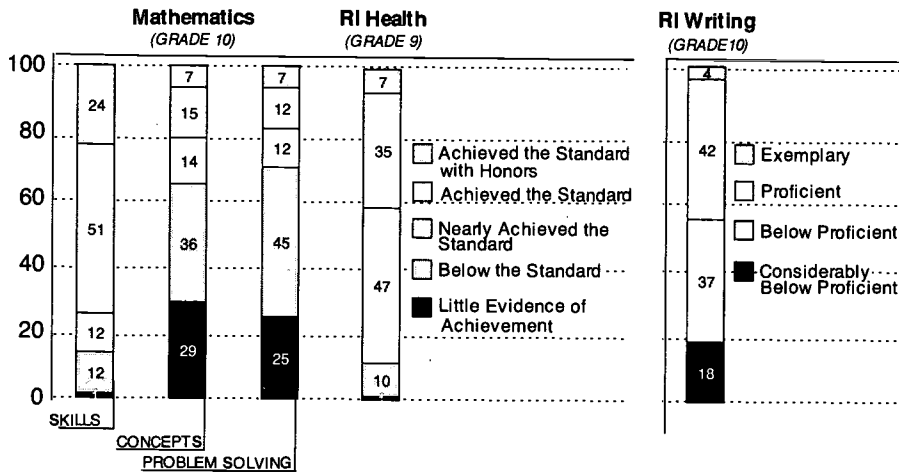 Mathematics
(GRADE 10)
RI Health
(GRADE 9)
RI Writing
(GRADE10)
100
80
60
40
20
0
24
51
12
12
7
15
14
36
29
7
12
12
45
25
7
35
47
10
4
42
37
18
Achieved the Standard
with Honors
Achieved the Standard
Nearly Achieved the
Standard
Below the Standard
Little Evidence of
Achievement
Exemplary
Proficient
Below Proficient
Considerably
Below Proficient
SKILLS
CONCEPTS
PROBLEM SOLVING